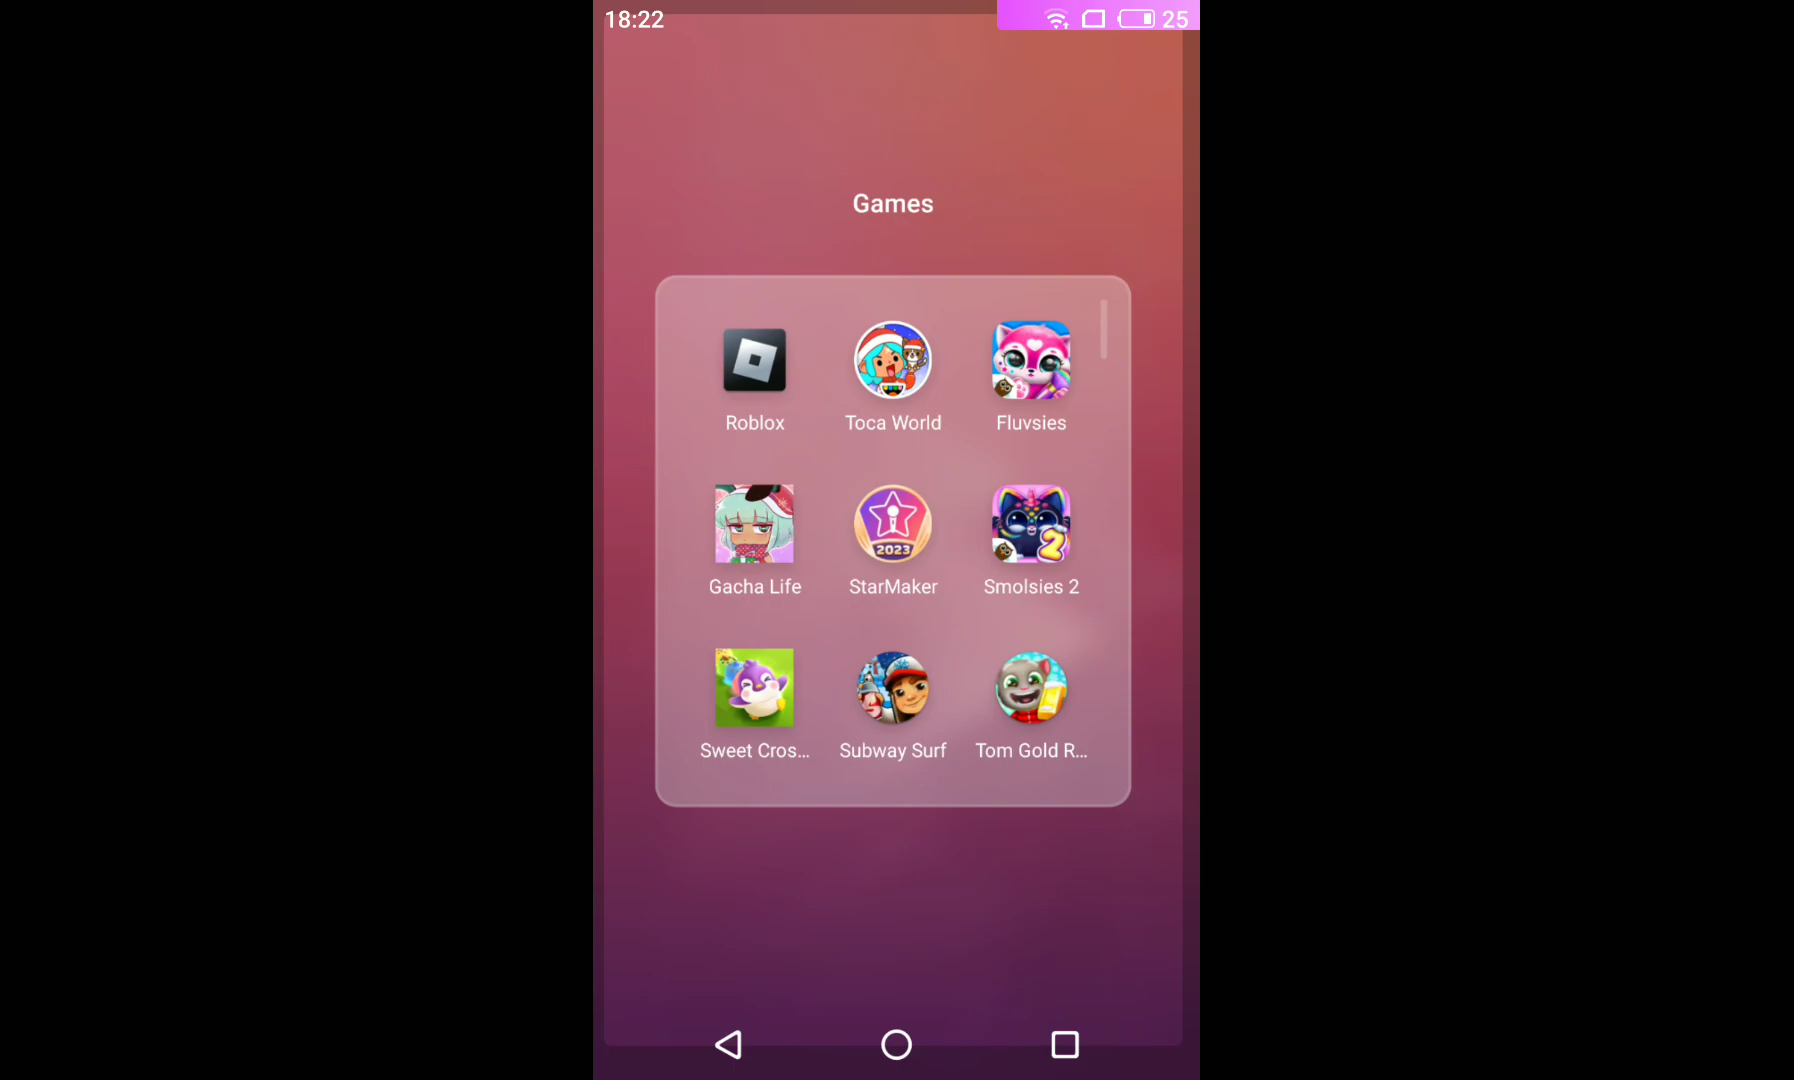 18:22
25
Games
Roblox
Toca World
Fluvsies
Gacha Life
2023
StarMaker
2
Smolsies 2
Sweet Cros...
Subway Surf
Tom Gold R...